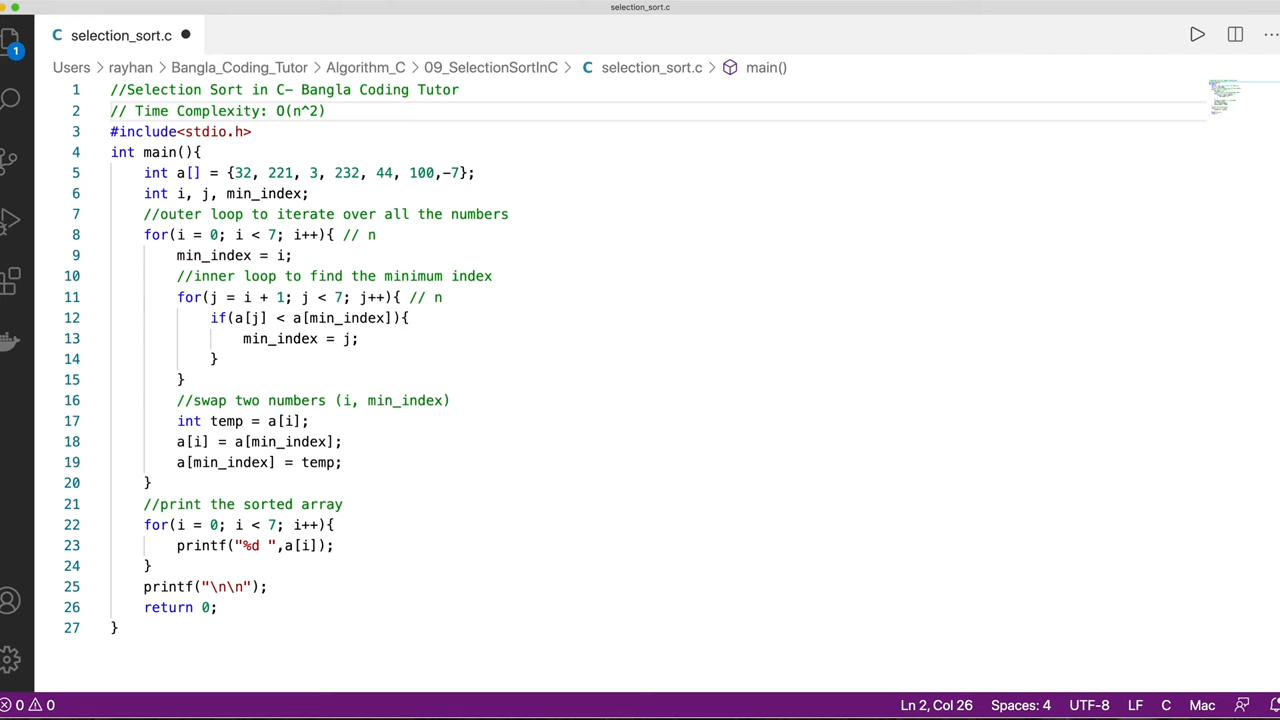 selection_sort.c
C selection_sort.c
Users > rayhan > Bangla_Coding_Tutor > Algorithm_C > 09_SelectionSortInC > C selection_sort.c > main()
1 //Selection Sort in C- Bangla Coding Tutor
2 // Time Complexity: O(n^2)
3 #include<stdio.h>
4 int main(){
5     int a[] = {32, 221, 3, 232, 44, 100,-7};
6     int i, j, min_index;
7     //outer loop to iterate over all the numbers
8     for(i = 0; i < 7; i++){ // n
9         min_index = i;
10         //inner loop to find the minimum index
11         for(j = i + 1; j < 7; j++){ // n
12             if(a[j] < a[min_index]){
13                 min_index = j;
14             }
15         }
16         //swap two numbers (i, min_index)
17         int temp = a[i];
18         a[i] = a[min_index];
19         a[min_index] = temp;
20     }
21     //print the sorted array
22     for(i = 0; i < 7; i++){
23         printf("%d ",a[i]);
24     }
25     printf("\n\n");
26     return 0;
27 }
1
0 0 Ln 2, Col 26 Spaces: 4 UTF-8 LF C Mac